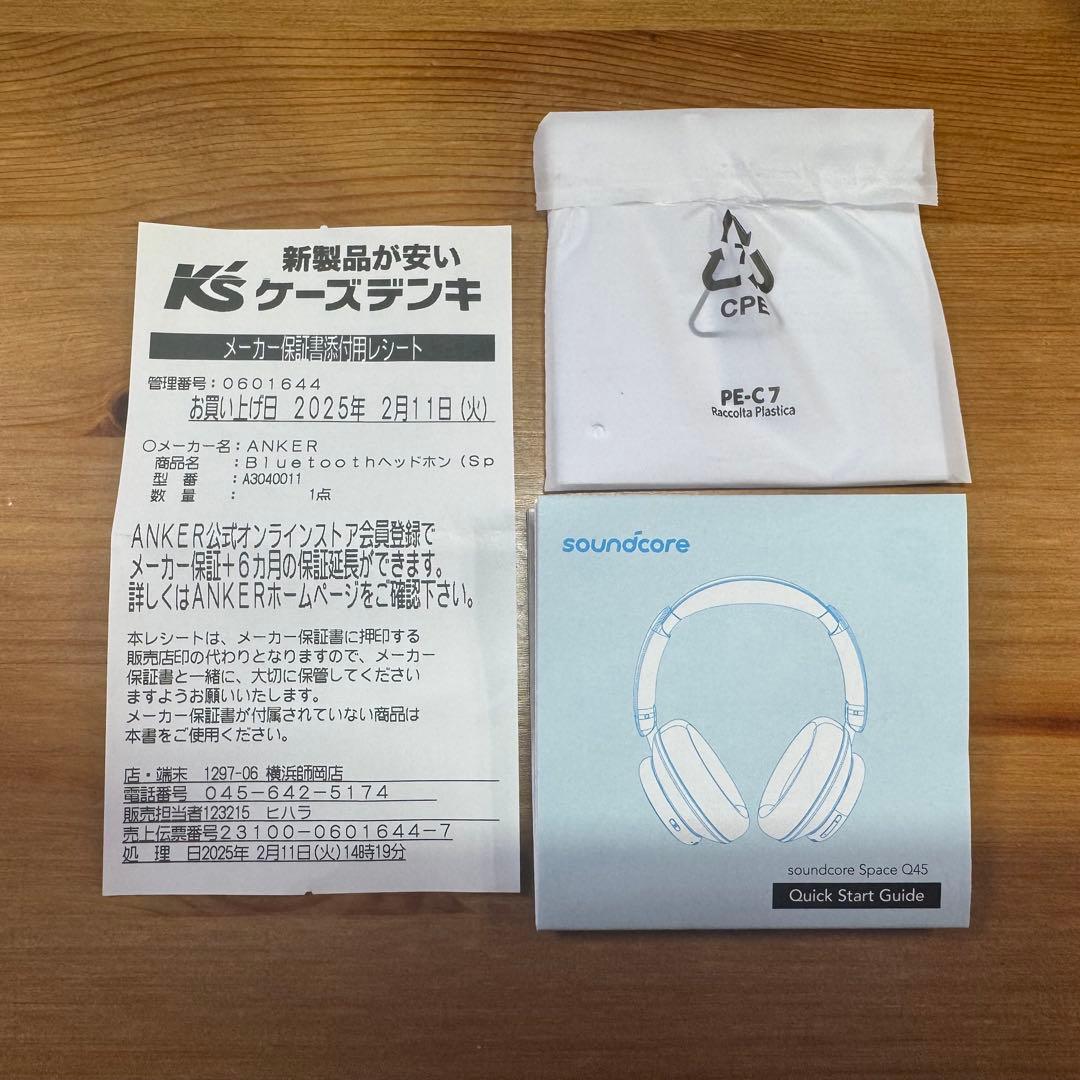 新製品が安い
K's ケーズデンキ
メーカー保証書添付用レシート
管理番号：0601644
お買い上げ日 2025年 2月11日(火)
○メーカー名：ANKER
商品名 ：Bluetoothヘッドホン(Sp
型 番 ：A3040011
数 量 ： 1点
ANKER公式オンラインストア会員登録で
メーカー保証＋6カ月の保証延長ができます。
詳しくはANKERホームページをご確認下さい。
本レシートは、メーカー保証書に押印する
販売店印の代わりとなりますので、メーカー
保証書と一緒に、大切に保管してください
ますようお願いいたします。
メーカー保証書が付属されていない商品は
本書をご使用ください。
店・端末 1297-06 横浜師岡店
電話番号 045-642-5174
販売担当者123215 ヒハラ
売上伝票番号23100-0601644-7
処 理 日2025年 2月11日(火)14時19分
7
CPE
PE-C 7
Raccolta Plastica
soundcore
soundcore Space Q45
Quick Start Guide